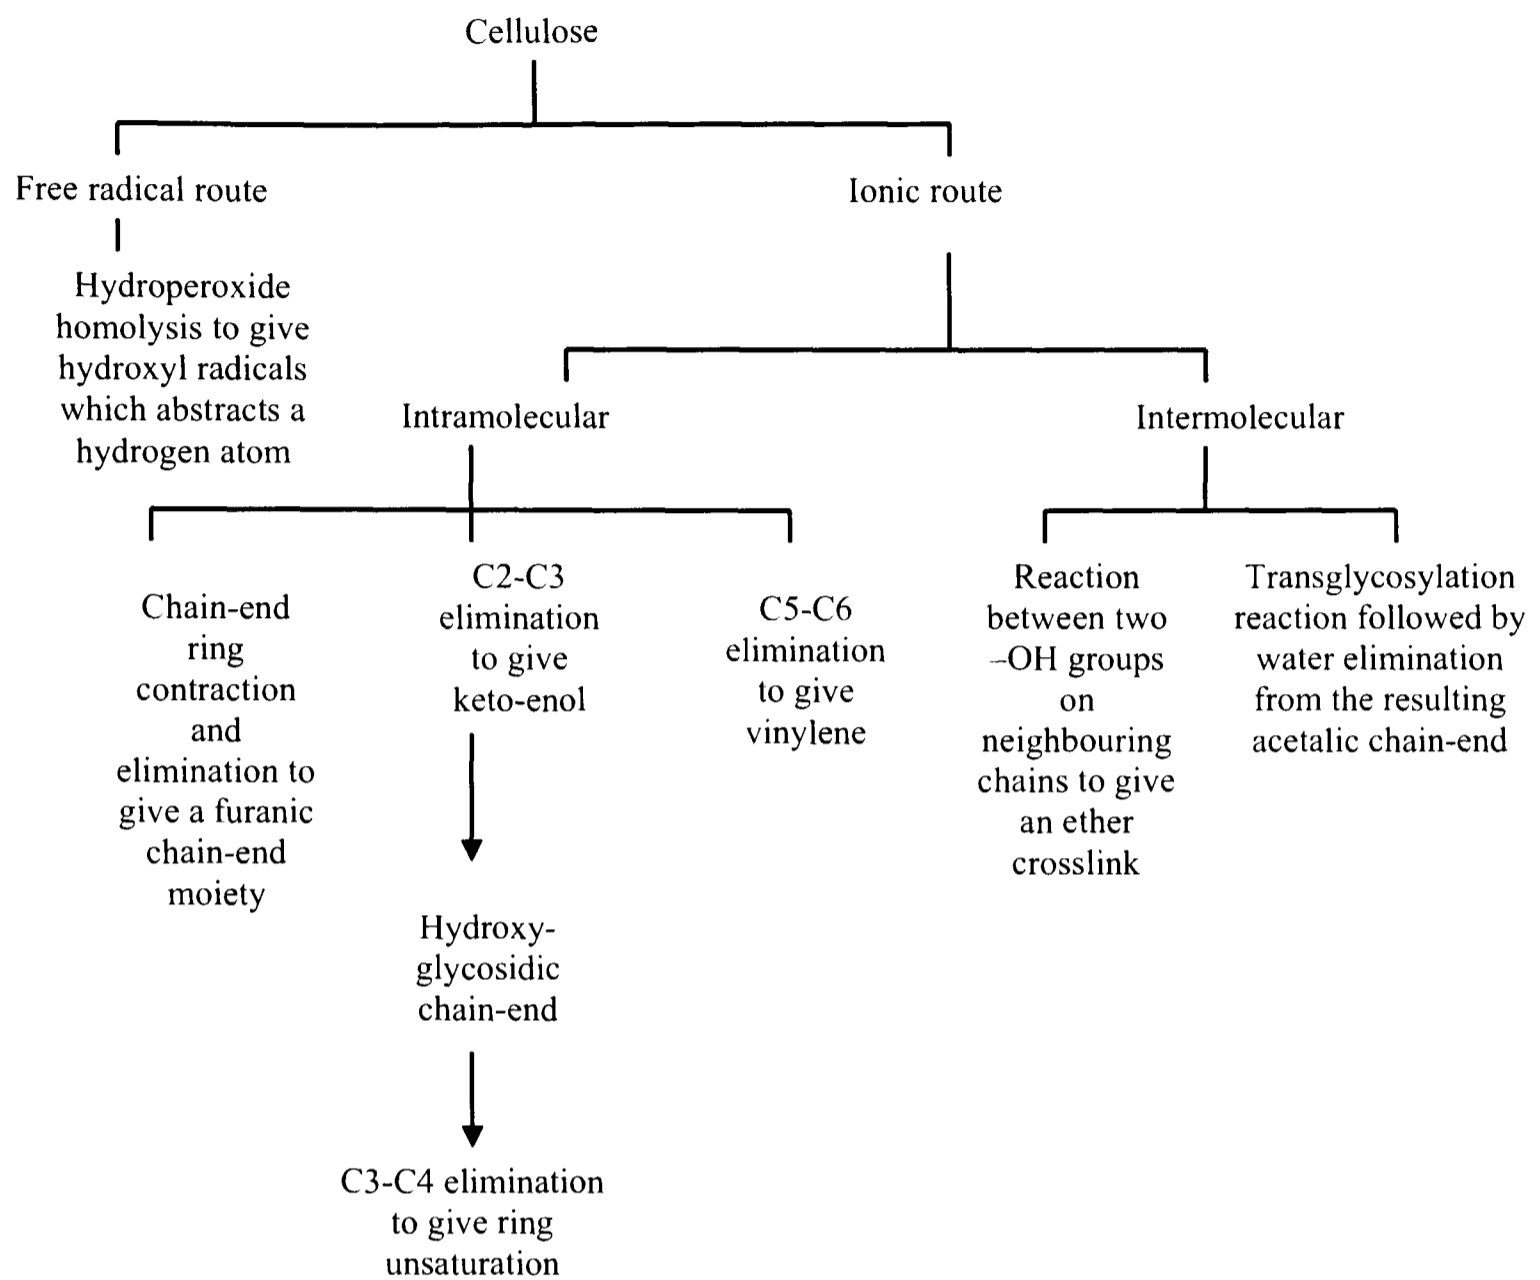 Cellulose
Free radical route
Ionic route
Hydroperoxide
homolysis to give
hydroxyl radicals
which abstracts a
hydrogen atom
Intramolecular
Intermolecular
Chain-end
ring
contraction
and
elimination to
give a furanic
chain-end
moiety
C2-C3
elimination
to give
keto-enol
C5-C6
elimination
to give
vinylene
Reaction
between two
–OH groups
on
neighbouring
chains to give
an ether
crosslink
Transglycosylation
reaction followed by
water elimination
from the resulting
acetalic chain-end
Hydroxy-
glycosidic
chain-end
C3-C4 elimination
to give ring
unsaturation